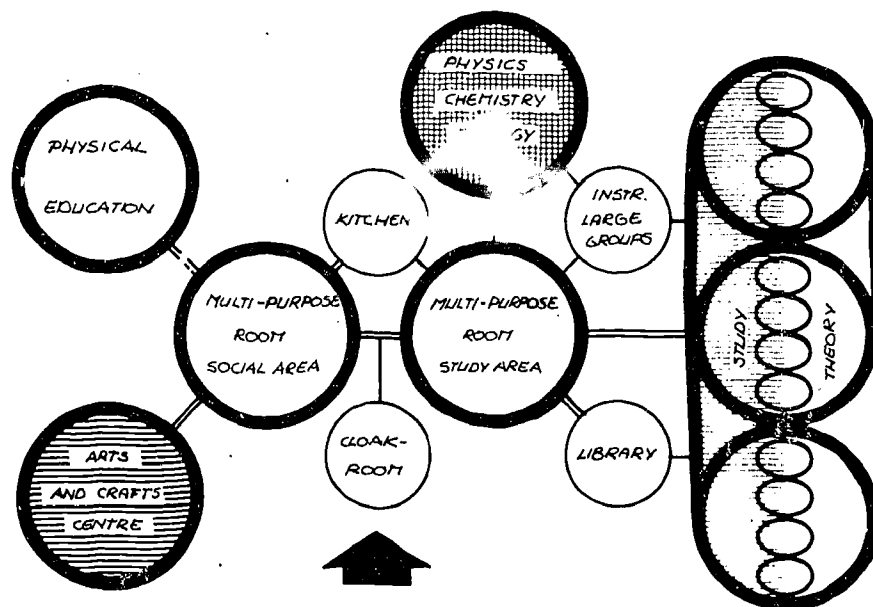 PHYSICS
CHEMISTRY
PHYSICAL
EDUCATION
KITCHEN
INSTR.
LARGE
GROUPS
MULTI-PURPOSE
ROOM
SOCIAL AREA
MULTI-PURPOSE
ROOM
STUDY AREA
STUDY
THEORY
ARTS
AND CRAFTS
CENTRE
CLOAK-
ROOM
LIBRARY